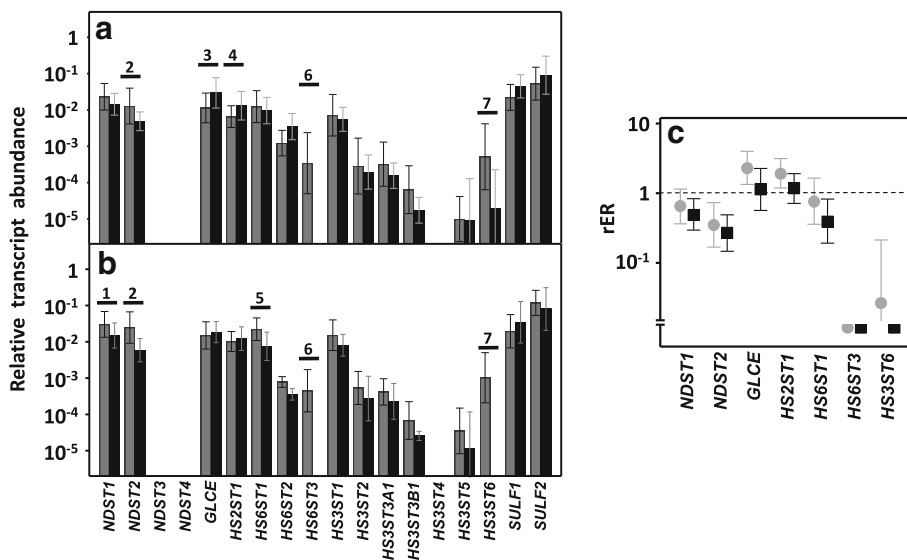 a
1
10⁻¹
10⁻²
10⁻³
10⁻⁴
10⁻⁵
2
3
4
6
7
b
1
10⁻¹
10⁻²
10⁻³
10⁻⁴
10⁻⁵
1
2
5
6
7
Relative transcript abundance
NDST1
NDST2
NDST3
NDST4
GLCE
HS2ST1
HS6ST1
HS6ST2
HS6ST3
HS3ST1
HS3ST2
HS3ST3A1
HS3ST3B1
HS3ST4
HS3ST5
HS3ST6
SULF1
SULF2
c
10
1
10⁻¹
rER
NDST1
NDST2
GLCE
HS2ST1
HS6ST1
HS6ST3
HS3ST6